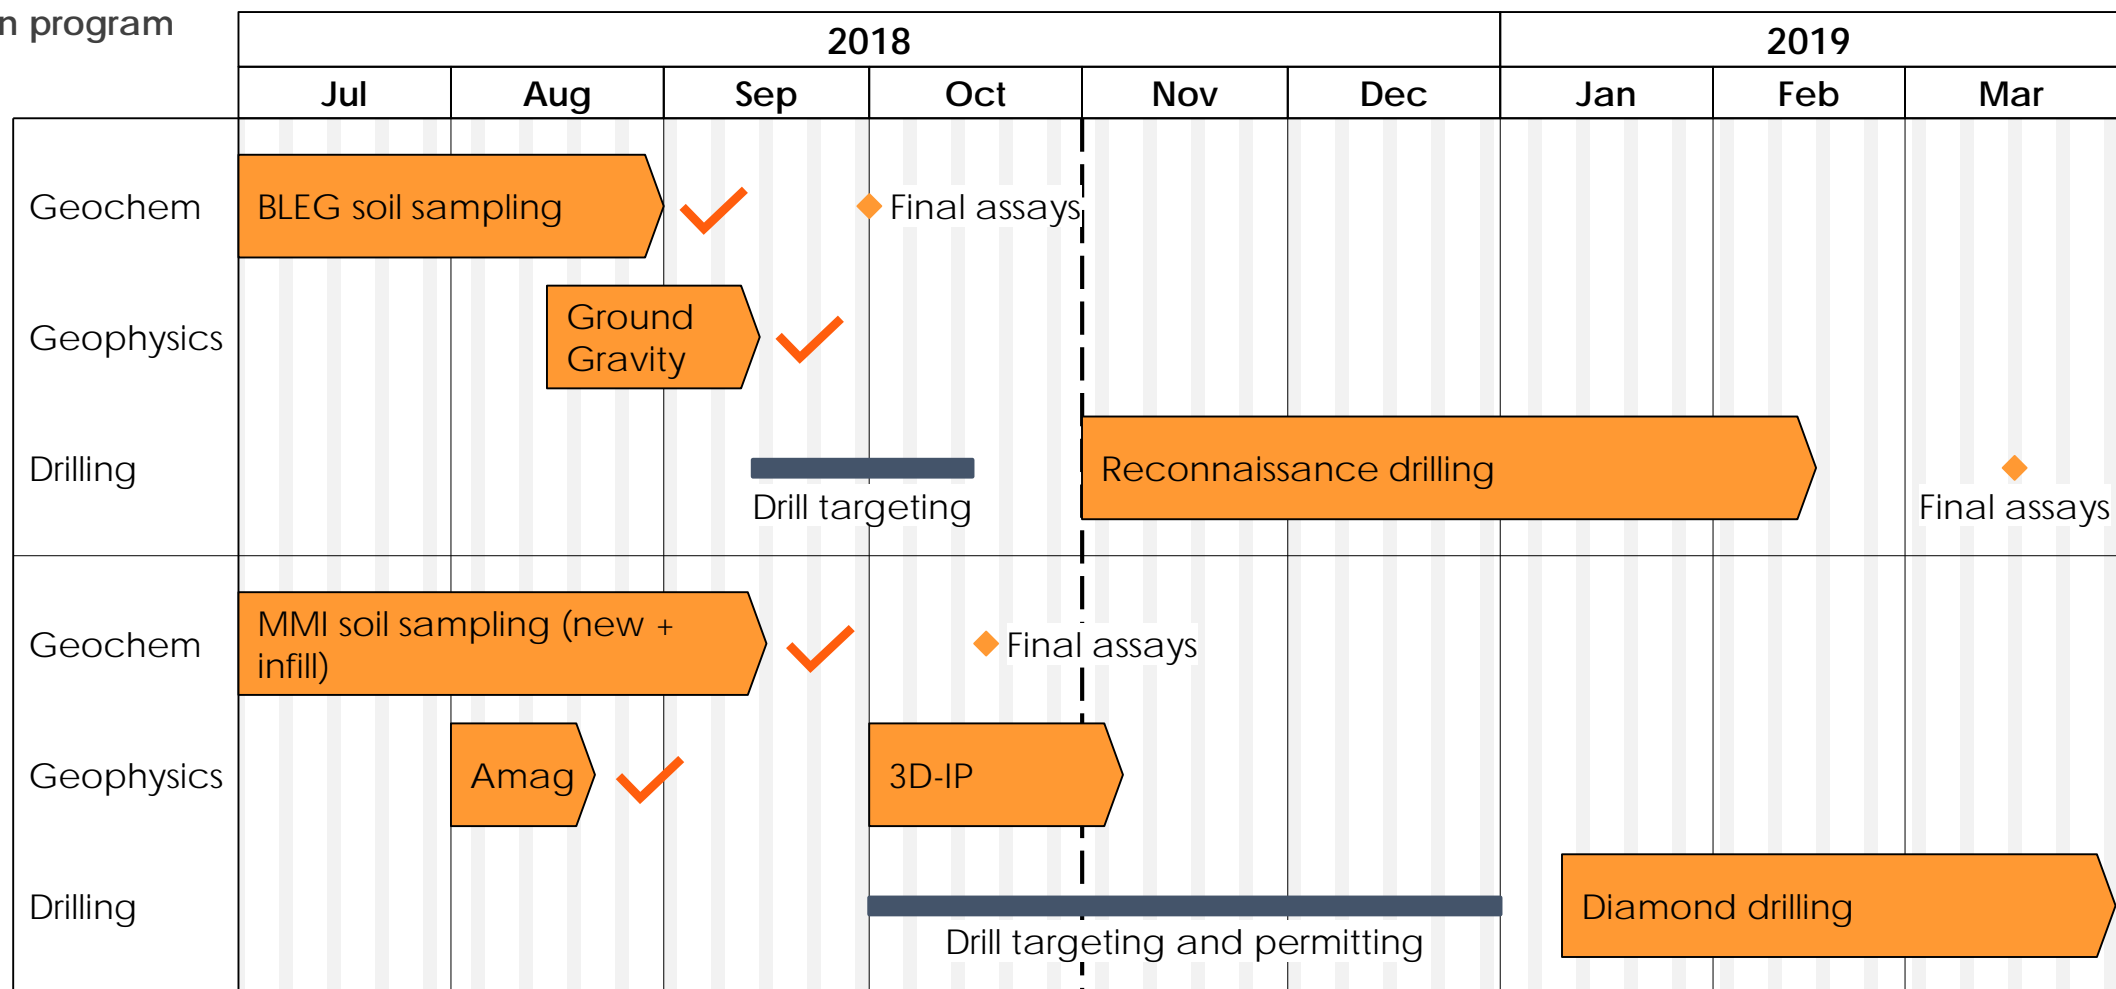 n program
2018
2019
Jul
Aug
Sep
Oct
Nov
Dec
Jan
Feb
Mar
Geochem
BLEG soil sampling
Final assays
Geophysics
Ground
Gravity
Drilling
Drill targeting
Reconnaissance drilling
Final assays
Geochem
MMI soil sampling (new +
infill)
Final assays
Geophysics
Amag
3D-IP
Drilling
Drill targeting and permitting
Diamond drilling